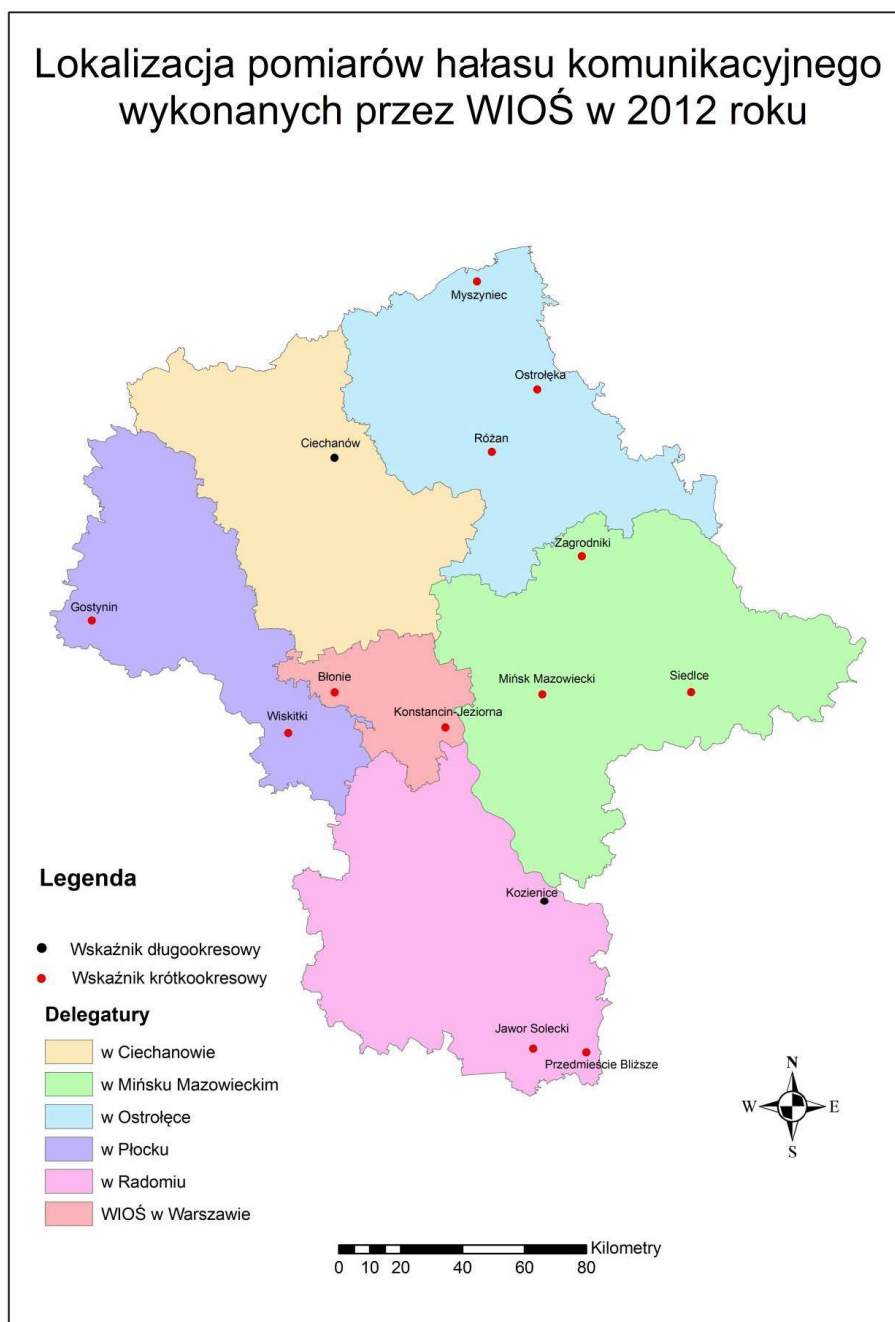 Lokalizacja pomiarów hałasu komunikacyjnego
wykonanych przez WIOŚ w 2012 roku
Myszyniec
Ostrołęka
Różan
Ciechanów
Zagrodniki
Gostynin
Błonie
Mińsk Mazowiecki
Siedlce
Konstancin-Jeziorna
Wiskitki
Kozienice
Jawor Solecki
Przedmieście Bliższe
Legenda
Wskaźnik długookresowy
Wskaźnik krótkookresowy
Delegatury
w Ciechanowie
w Mińsku Mazowieckim
w Ostrołęce
w Płocku
w Radomiu
WIOŚ w Warszawie
N
W E
S
Kilometry
0 10 20 40 60 80